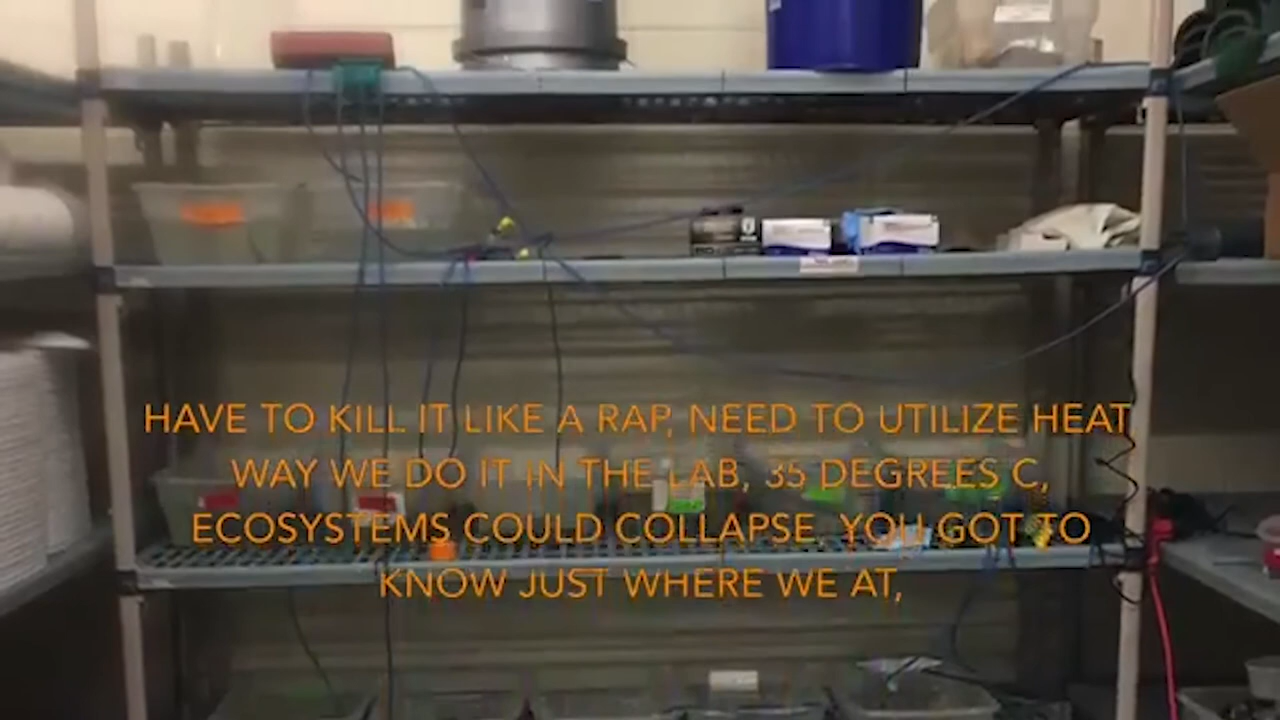 HAVE TO KILL IT LIKE A RAP, NEED TO UTILIZE HEAT
WAY WE DO IT IN THE LAB, 35 DEGREES C,
ECOSYSTEMS COULD COLLAPSE. YOU GOT TO
KNOW JUST WHERE WE AT,